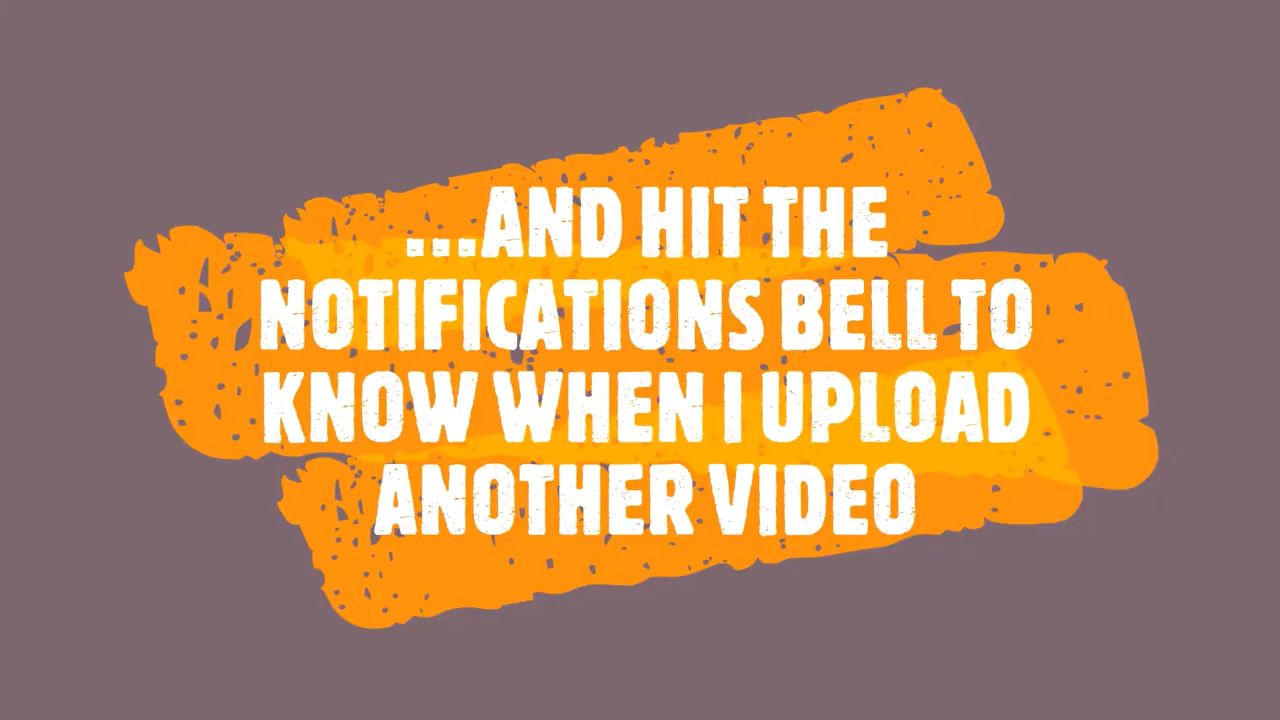 ...AND HIT THE
NOTIFICATIONS BELL TO
KNOW WHEN I UPLOAD
ANOTHER VIDEO